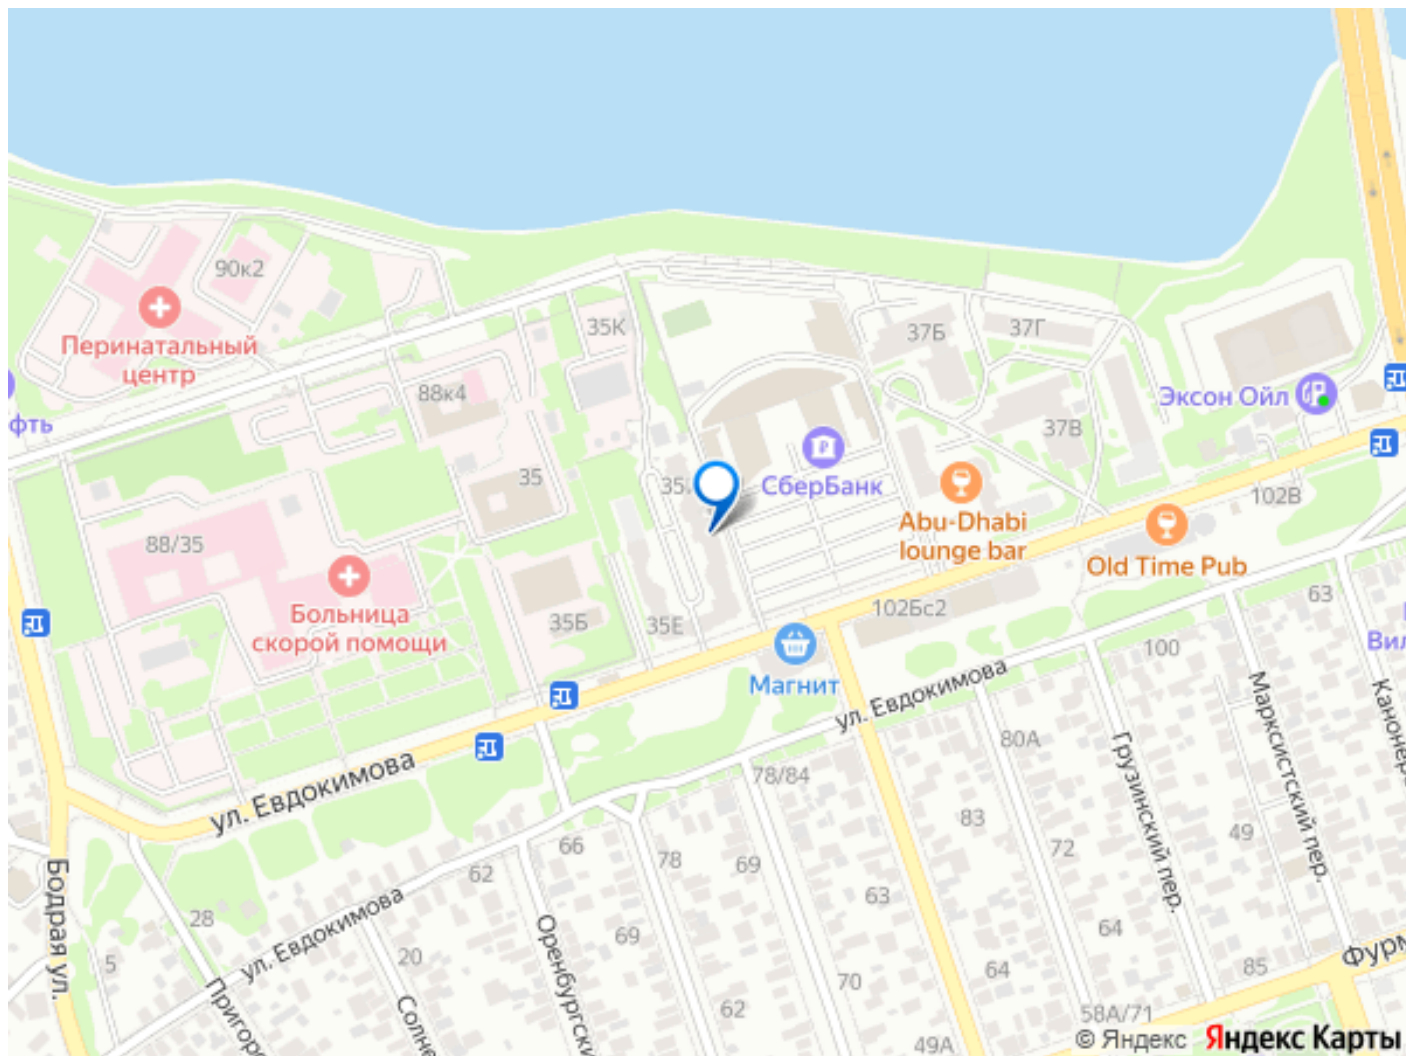 90к2
Перинатальный
центр
фть
35К
88к4
35
88/35
Больница
скорой помощи
35Б
35Е
37Б
37Г
37В
СберБанк
Abu-Dhabi
lounge bar
Эксон Ойл
102В
Old Time Pub
102Бс2
Магнит
63
100
ул. Евдокимова
80А
78/84
Грузинский пер.
Марксистский пер.
83
72
49
ул. Евдокимова
66
62
78
69
63
28
5
Бодрая ул.
ул. Евдокимова
20
69
64
64
85
70
62
58А/71
49А
© Яндекс
Яндекс Карты